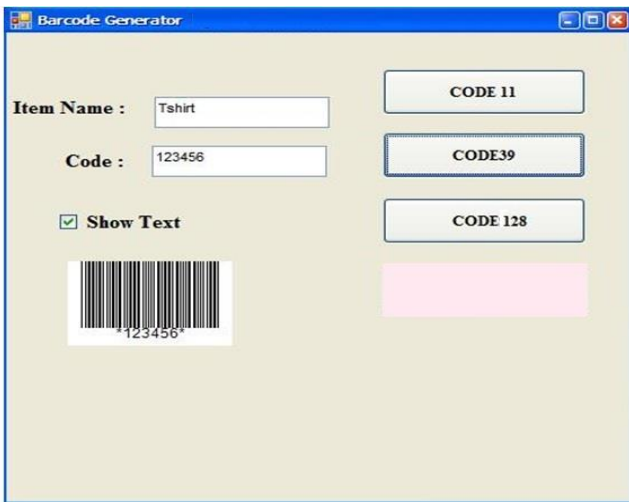 Barcode Generator
Item Name :
Tshirt
Code :
123456
Show Text
*123456*
CODE 11
CODE39
CODE 128